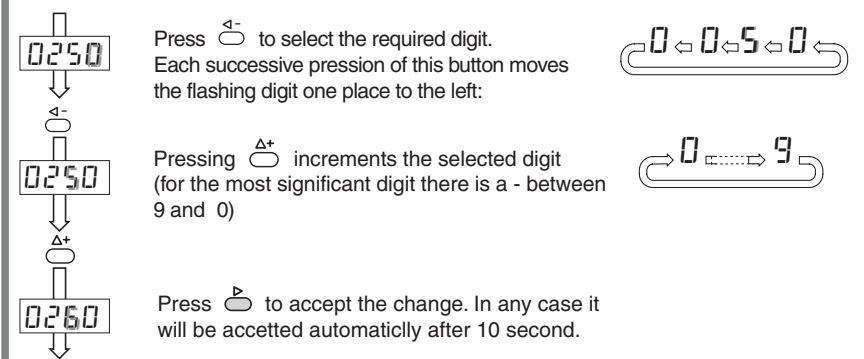 0250
Press ◁- to select the required digit.
Each successive pression of this button moves
the flashing digit one place to the left:
0 ⇦ 0 ⇦ 5 ⇦ 0 ⇦
◁-
0250
Pressing Δ+ increments the selected digit
(for the most significant digit there is a - between
9 and 0)
0 ⇨ 9
Δ+
0260
Press ▷ to accept the change. In any case it
will be accetted automaticlly after 10 second.